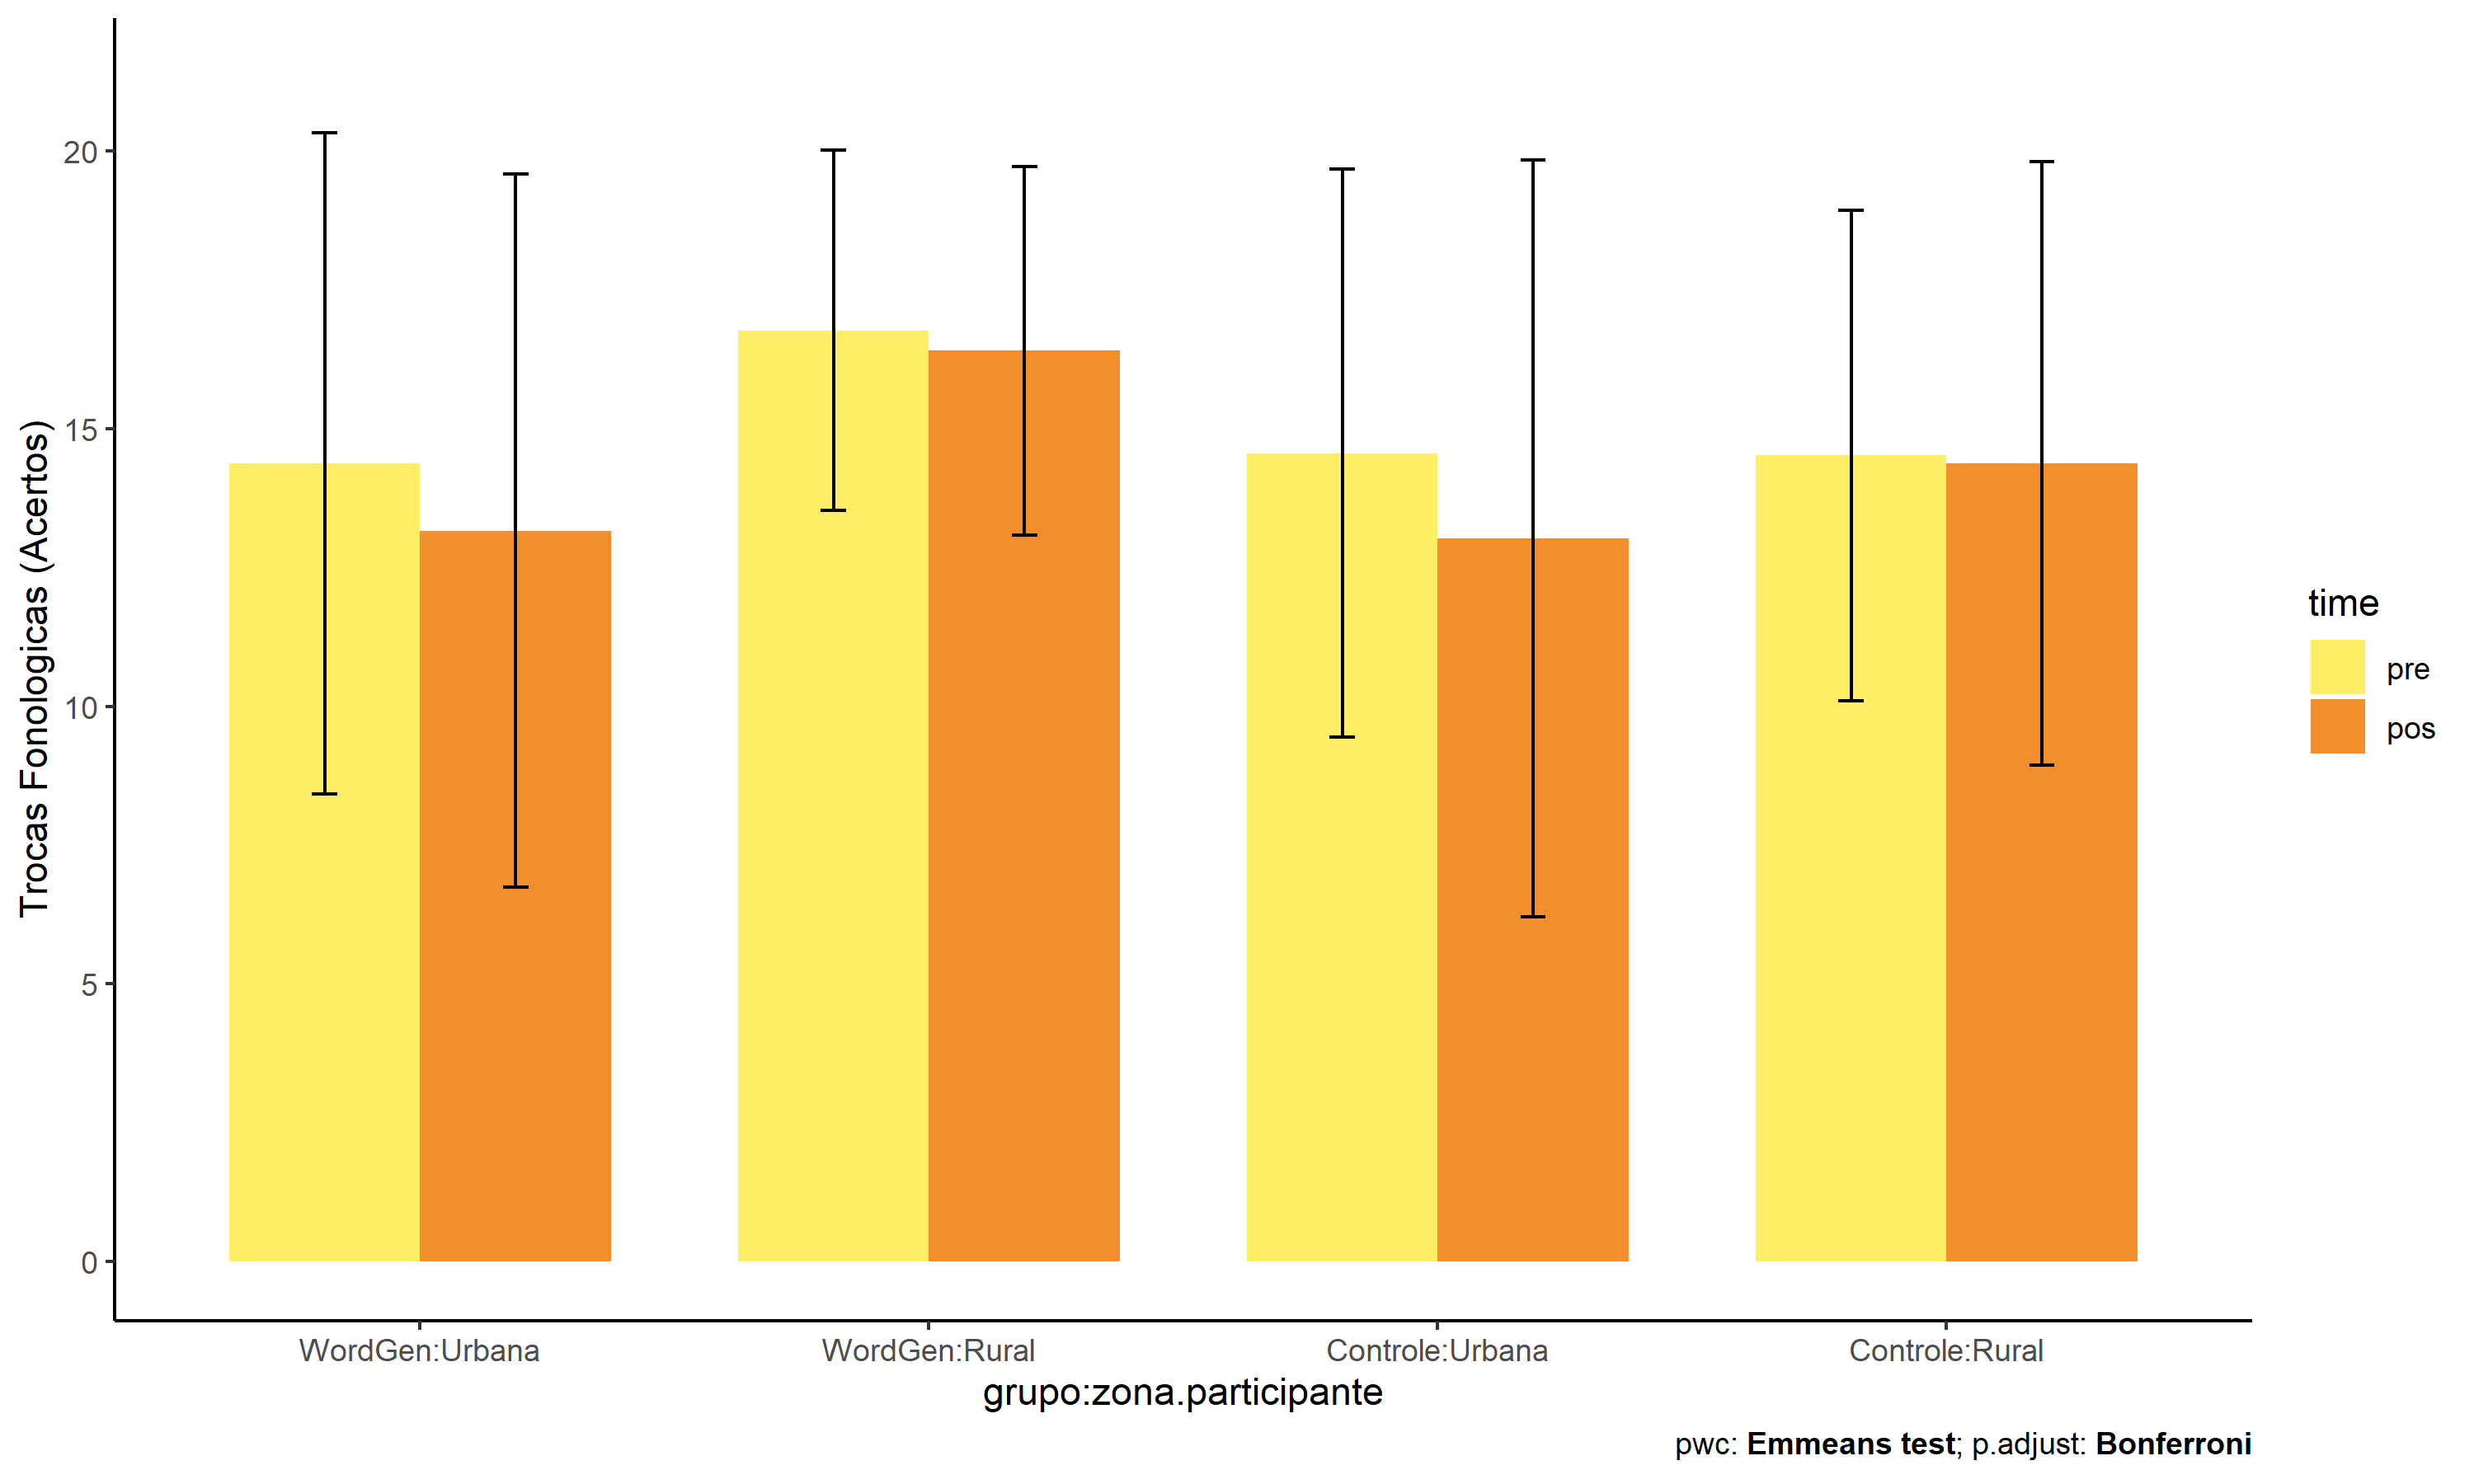 Trocas Fonologicas (Acertos)
20
15
10
5
0
WordGen:Urbana
WordGen:Rural
Controle:Urbana
Controle:Rural
grupo:zona.participante
time
pre
pos
pwc: Emmeans test; p.adjust: Bonferroni